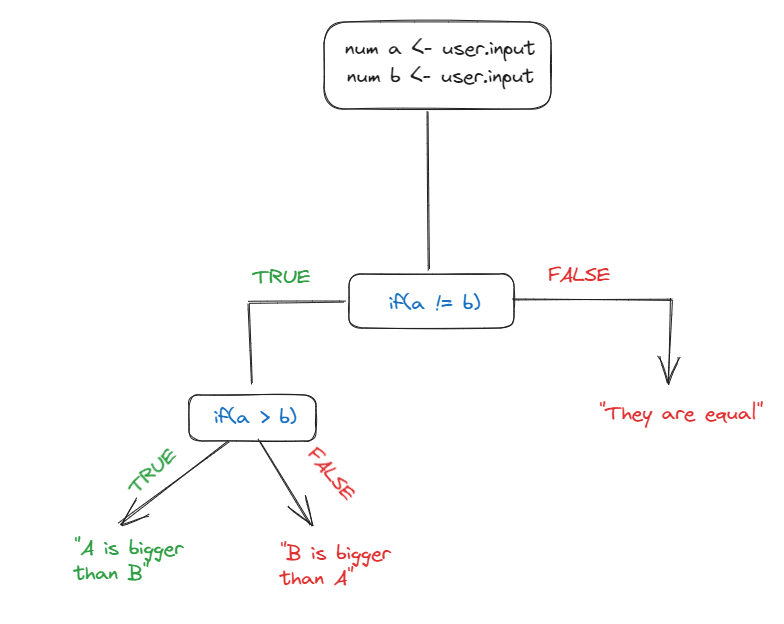 num a <- user.input
num b <- user.input
TRUE
FALSE
if(a != b)
"They are equal"
if(a > b)
TRUE
FALSE
"A is bigger
than B"
"B is bigger
than A"